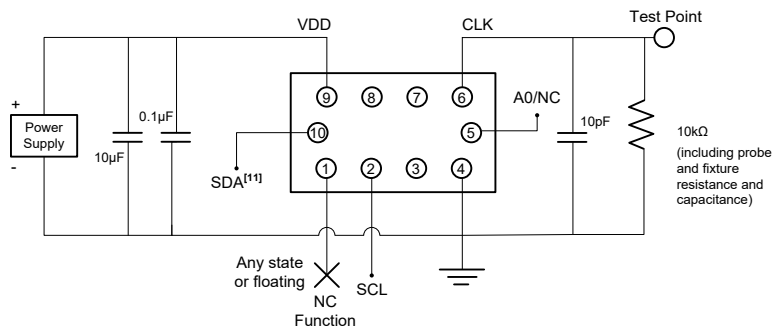 Test Point
VDD
CLK
9
8
7
6
A0/NC
+
Power
Supply
-
0.1µF
10µF
10
5
10pF
10kΩ
(including probe
and fixture
resistance and
capacitance)
SDA[11]
1
2
3
4
Any state
or floating
NC
Function
SCL